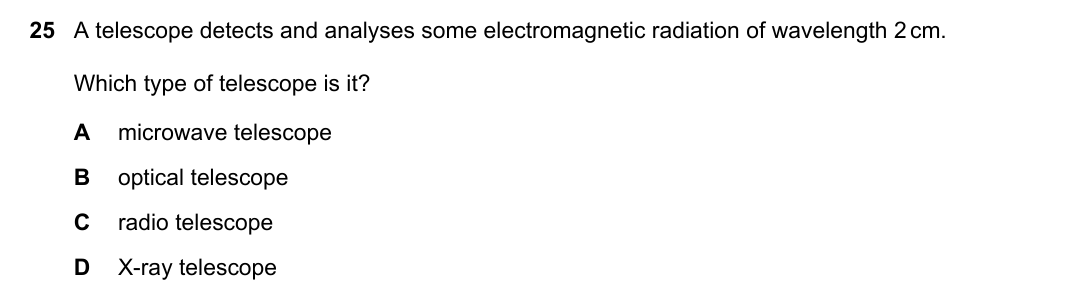 25 A telescope detects and analyses some electromagnetic radiation of wavelength 2 cm.
Which type of telescope is it?
A microwave telescope
B optical telescope
C radio telescope
D X-ray telescope